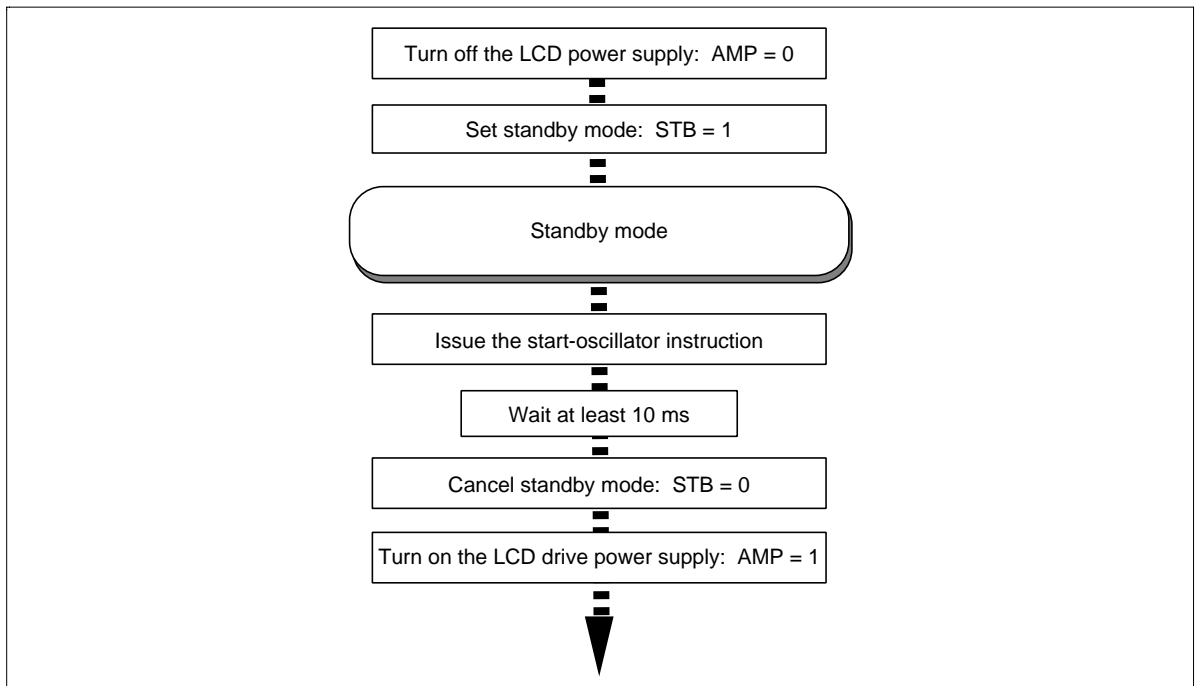 Turn off the LCD power supply: AMP = 0
Set standby mode: STB = 1
Standby mode
Issue the start-oscillator instruction
Wait at least 10 ms
Cancel standby mode: STB = 0
Turn on the LCD drive power supply: AMP = 1